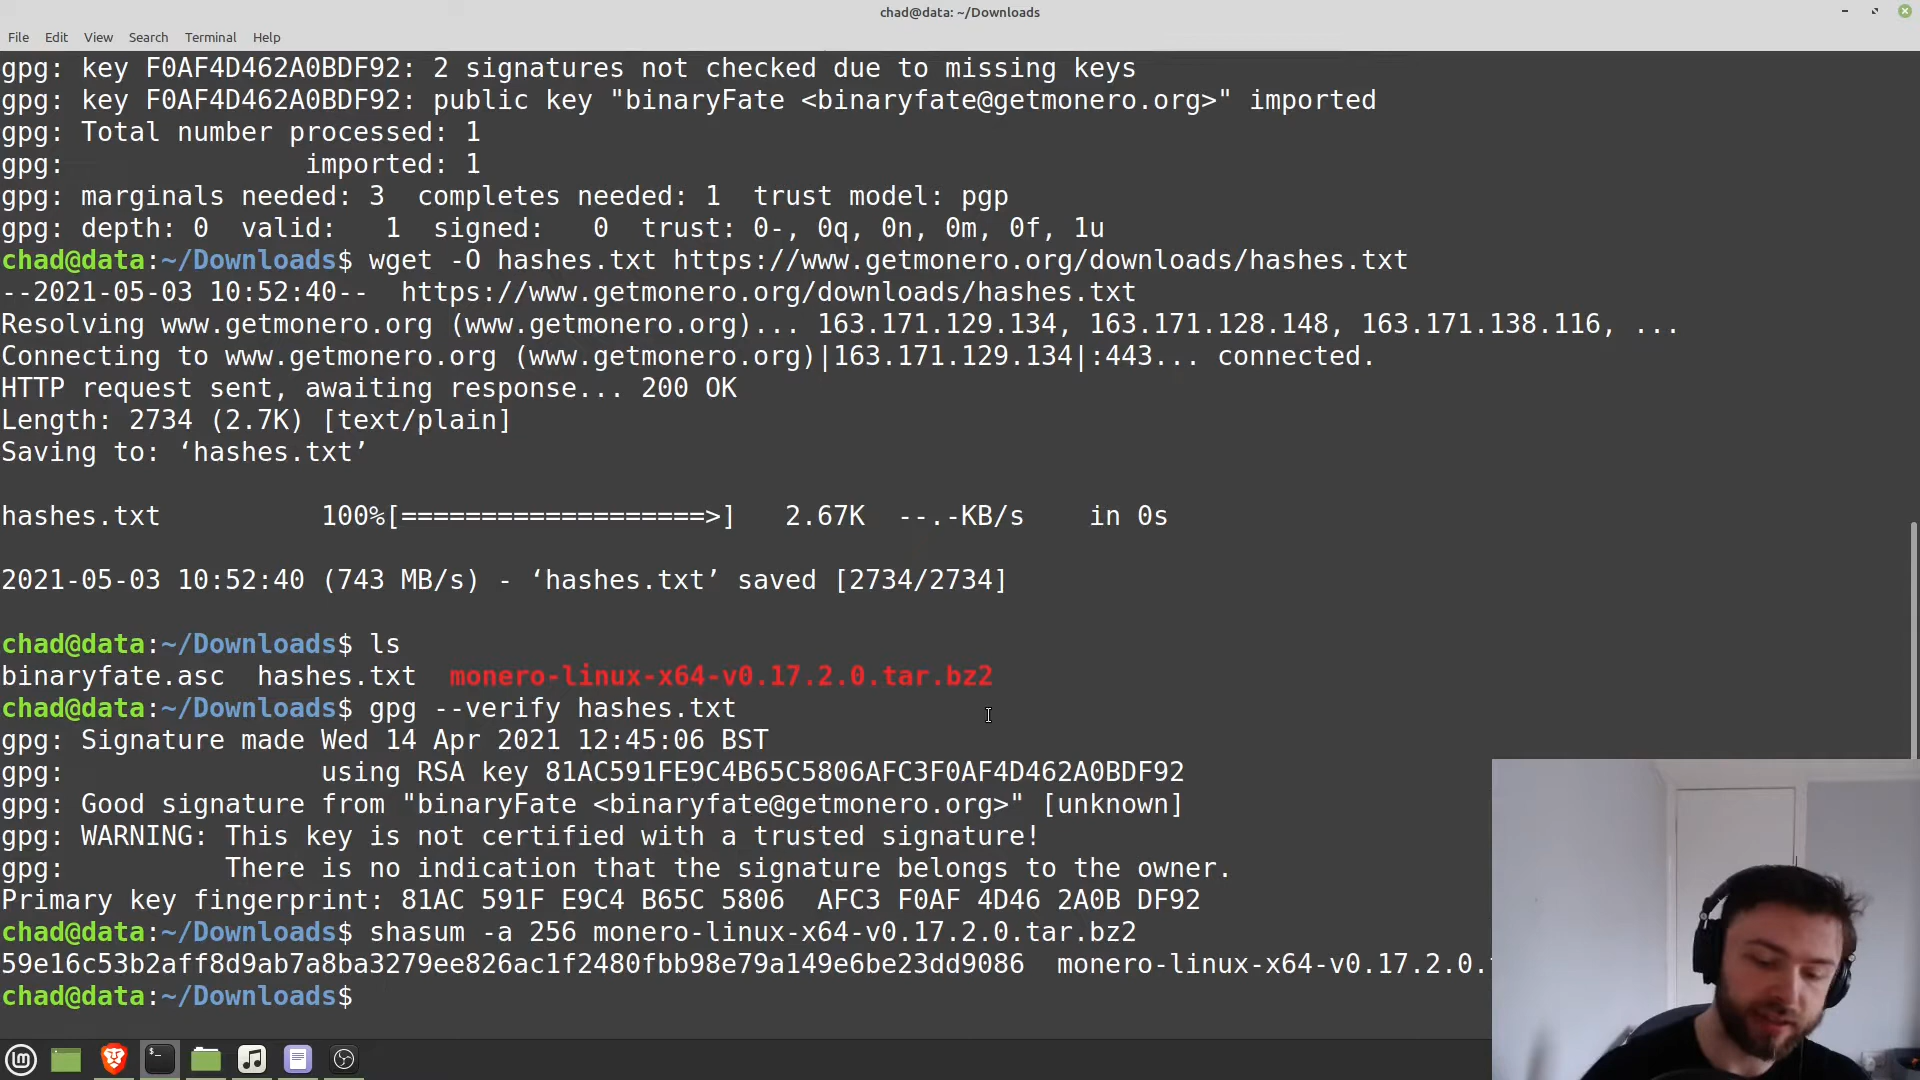 chad@data: ~/Downloads
File Edit View Search Terminal Help
gpg: key F0AF4D462A0BDF92: 2 signatures not checked due to missing keys
gpg: key F0AF4D462A0BDF92: public key "binaryFate <binaryfate@getmonero.org>" imported
gpg: Total number processed: 1
gpg:               imported: 1
gpg: marginals needed: 3  completes needed: 1  trust model: pgp
gpg: depth: 0  valid:   1  signed:   0  trust: 0-, 0q, 0n, 0m, 0f, 1u
chad@data:~/Downloads$ wget -O hashes.txt https://www.getmonero.org/downloads/hashes.txt
--2021-05-03 10:52:40--  https://www.getmonero.org/downloads/hashes.txt
Resolving www.getmonero.org (www.getmonero.org)... 163.171.129.134, 163.171.128.148, 163.171.138.116, ...
Connecting to www.getmonero.org (www.getmonero.org)|163.171.129.134|:443... connected.
HTTP request sent, awaiting response... 200 OK
Length: 2734 (2.7K) [text/plain]
Saving to: ‘hashes.txt’
hashes.txt          100%[===================>]   2.67K  --.-KB/s    in 0s
2021-05-03 10:52:40 (743 MB/s) - ‘hashes.txt’ saved [2734/2734]
chad@data:~/Downloads$ ls
binaryfate.asc  hashes.txt  monero-linux-x64-v0.17.2.0.tar.bz2
chad@data:~/Downloads$ gpg --verify hashes.txt
gpg: Signature made Wed 14 Apr 2021 12:45:06 BST
gpg:                using RSA key 81AC591FE9C4B65C5806AFC3F0AF4D462A0BDF92
gpg: Good signature from "binaryFate <binaryfate@getmonero.org>" [unknown]
gpg: WARNING: This key is not certified with a trusted signature!
gpg:          There is no indication that the signature belongs to the owner.
Primary key fingerprint: 81AC 591F E9C4 B65C 5806  AFC3 F0AF 4D46 2A0B DF92
chad@data:~/Downloads$ shasum -a 256 monero-linux-x64-v0.17.2.0.tar.bz2
59e16c53b2aff8d9ab7a8ba3279ee826ac1f2480fbb98e79a149e6be23dd9086  monero-linux-x64-v0.17.2.0.
chad@data:~/Downloads$